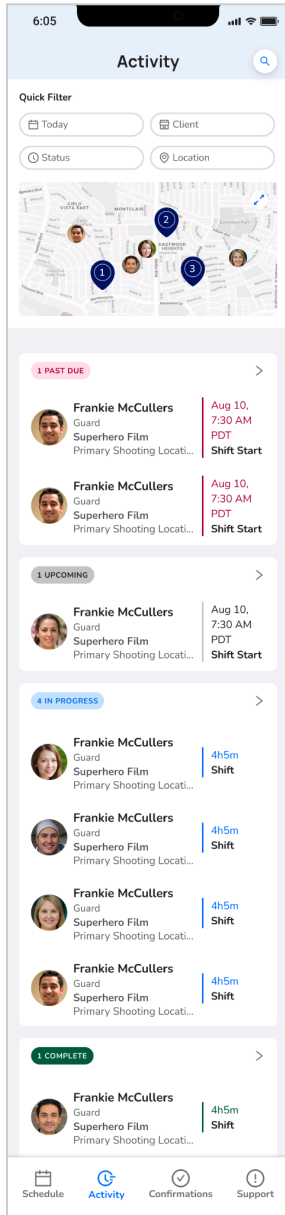 6:05
Activity
Quick Filter
Today
Client
Status
Location
CIELO
VISTA EAST
MONTCLAIR
EASTWOOD
HEIGHTS
1
2
3
1 PAST DUE
Frankie McCullers
Guard
Superhero Film
Primary Shooting Locati...
Aug 10,
7:30 AM
PDT
Shift Start
Frankie McCullers
Guard
Superhero Film
Primary Shooting Locati...
Aug 10,
7:30 AM
PDT
Shift Start
1 UPCOMING
Frankie McCullers
Guard
Superhero Film
Primary Shooting Locati...
Aug 10,
7:30 AM
PDT
Shift Start
4 IN PROGRESS
Frankie McCullers
Guard
Superhero Film
Primary Shooting Locati...
4h5m
Shift
Frankie McCullers
Guard
Superhero Film
Primary Shooting Locati...
4h5m
Shift
Frankie McCullers
Guard
Superhero Film
Primary Shooting Locati...
4h5m
Shift
Frankie McCullers
Guard
Superhero Film
Primary Shooting Locati...
4h5m
Shift
1 COMPLETE
Frankie McCullers
Guard
Superhero Film
Primary Shooting Locati...
4h5m
Shift
Schedule
Activity
Confirmations
Support